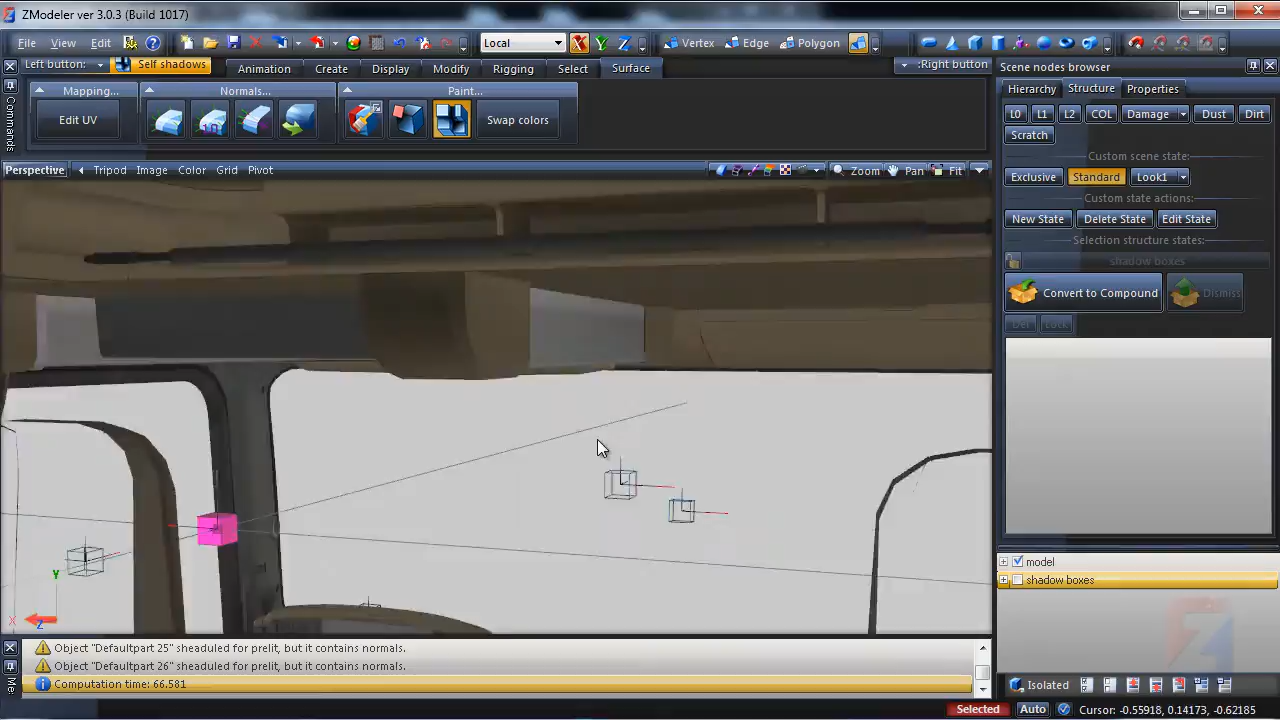 ZModeler ver 3.0.3 (Build 1017)
File View Edit Local Vertex Edge Polygon
Left button: Self shadows Animation Create Display Modify Rigging Select Surface :Right button
Commands
Mapping... Normals... Paint...
Edit UV Swap colors
Perspective Tripod Image Color Grid Pivot Zoom Pan Fit
Scene nodes browser
Hierarchy Structure Properties
L0 L1 L2 COL Damage Dust Dirt
Scratch
Custom scene state:
Exclusive Standard Look1
Custom state actions:
New State Delete State Edit State
Selection structure states:
shadow boxes
Convert to Compound Dismiss
Del Lock
model
shadow boxes
Y
X
Z
Object "Defaultpart 25" sheaduled for prelit, but it contains normals.
Object "Defaultpart 26" sheaduled for prelit, but it contains normals.
Computation time: 66.581
Me
Isolated
Selected Auto Cursor: -0.55918, 0.14173, -0.62185